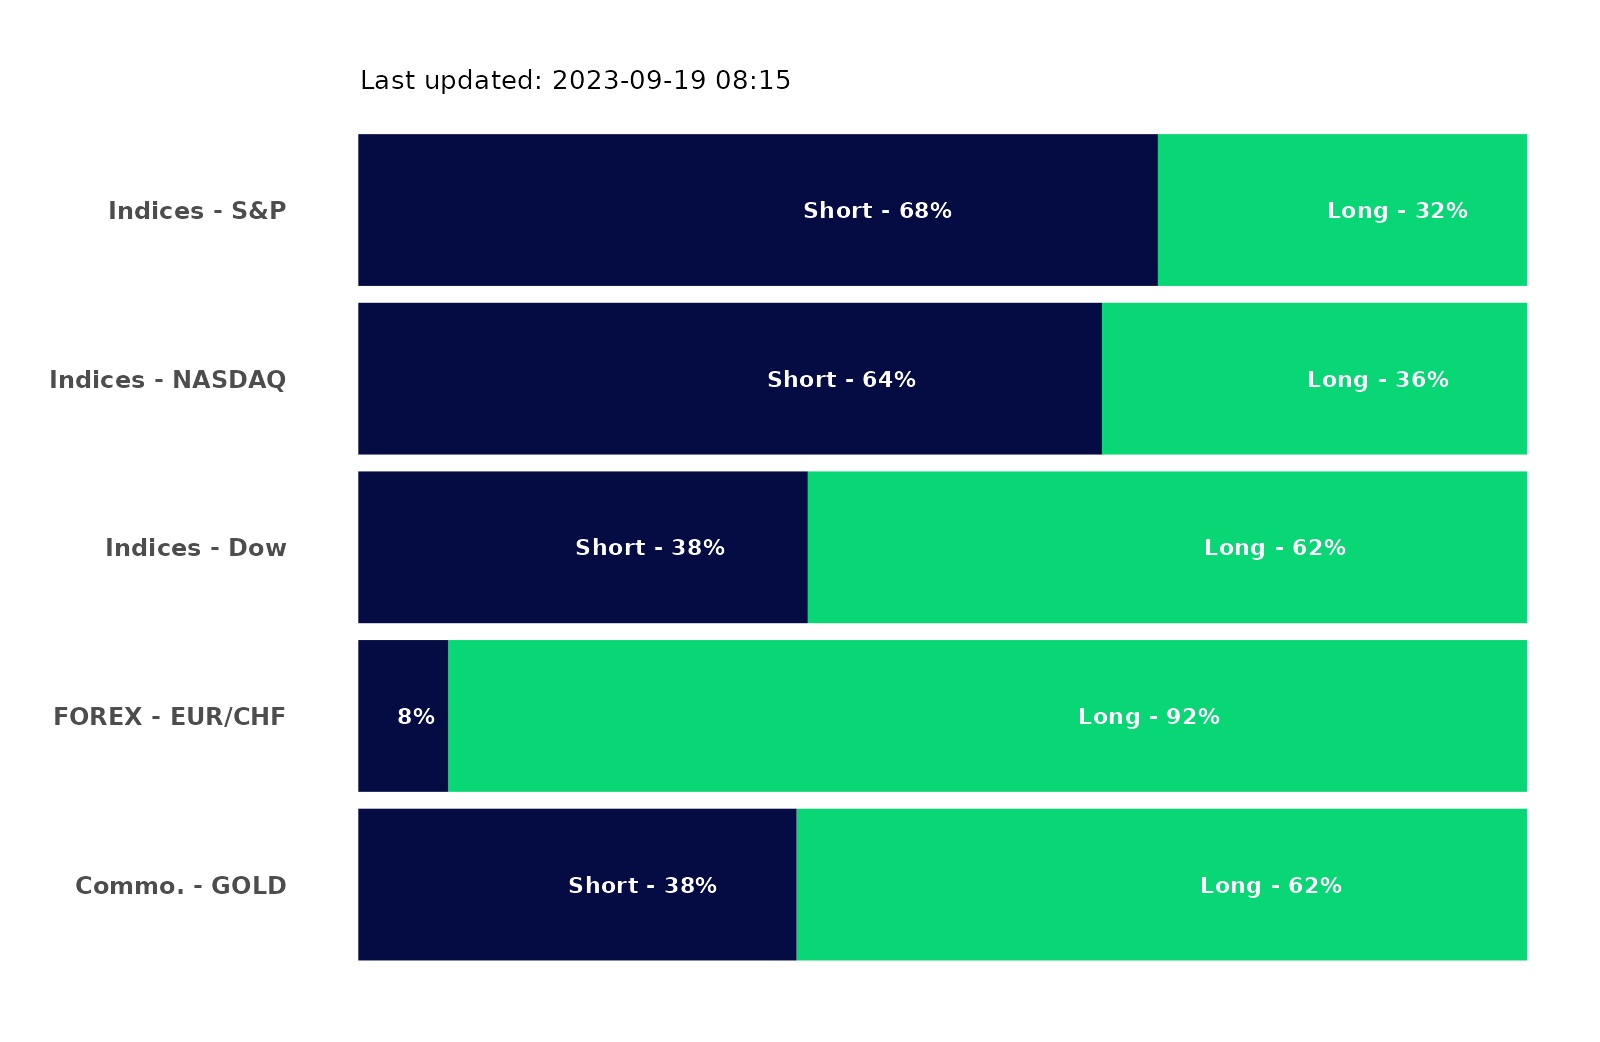 Last updated: 2023-09-19 08:15
Indices - S&P
Short - 68%
Long - 32%
Indices - NASDAQ
Short - 64%
Long - 36%
Indices - Dow
Short - 38%
Long - 62%
FOREX - EUR/CHF
8%
Long - 92%
Commo. - GOLD
Short - 38%
Long - 62%